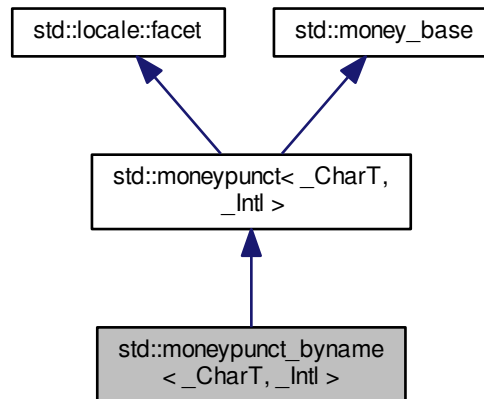 std::locale::facet
std::money_base
std::moneypunct< _CharT,
_Intl >
std::moneypunct_byname
< _CharT, _Intl >